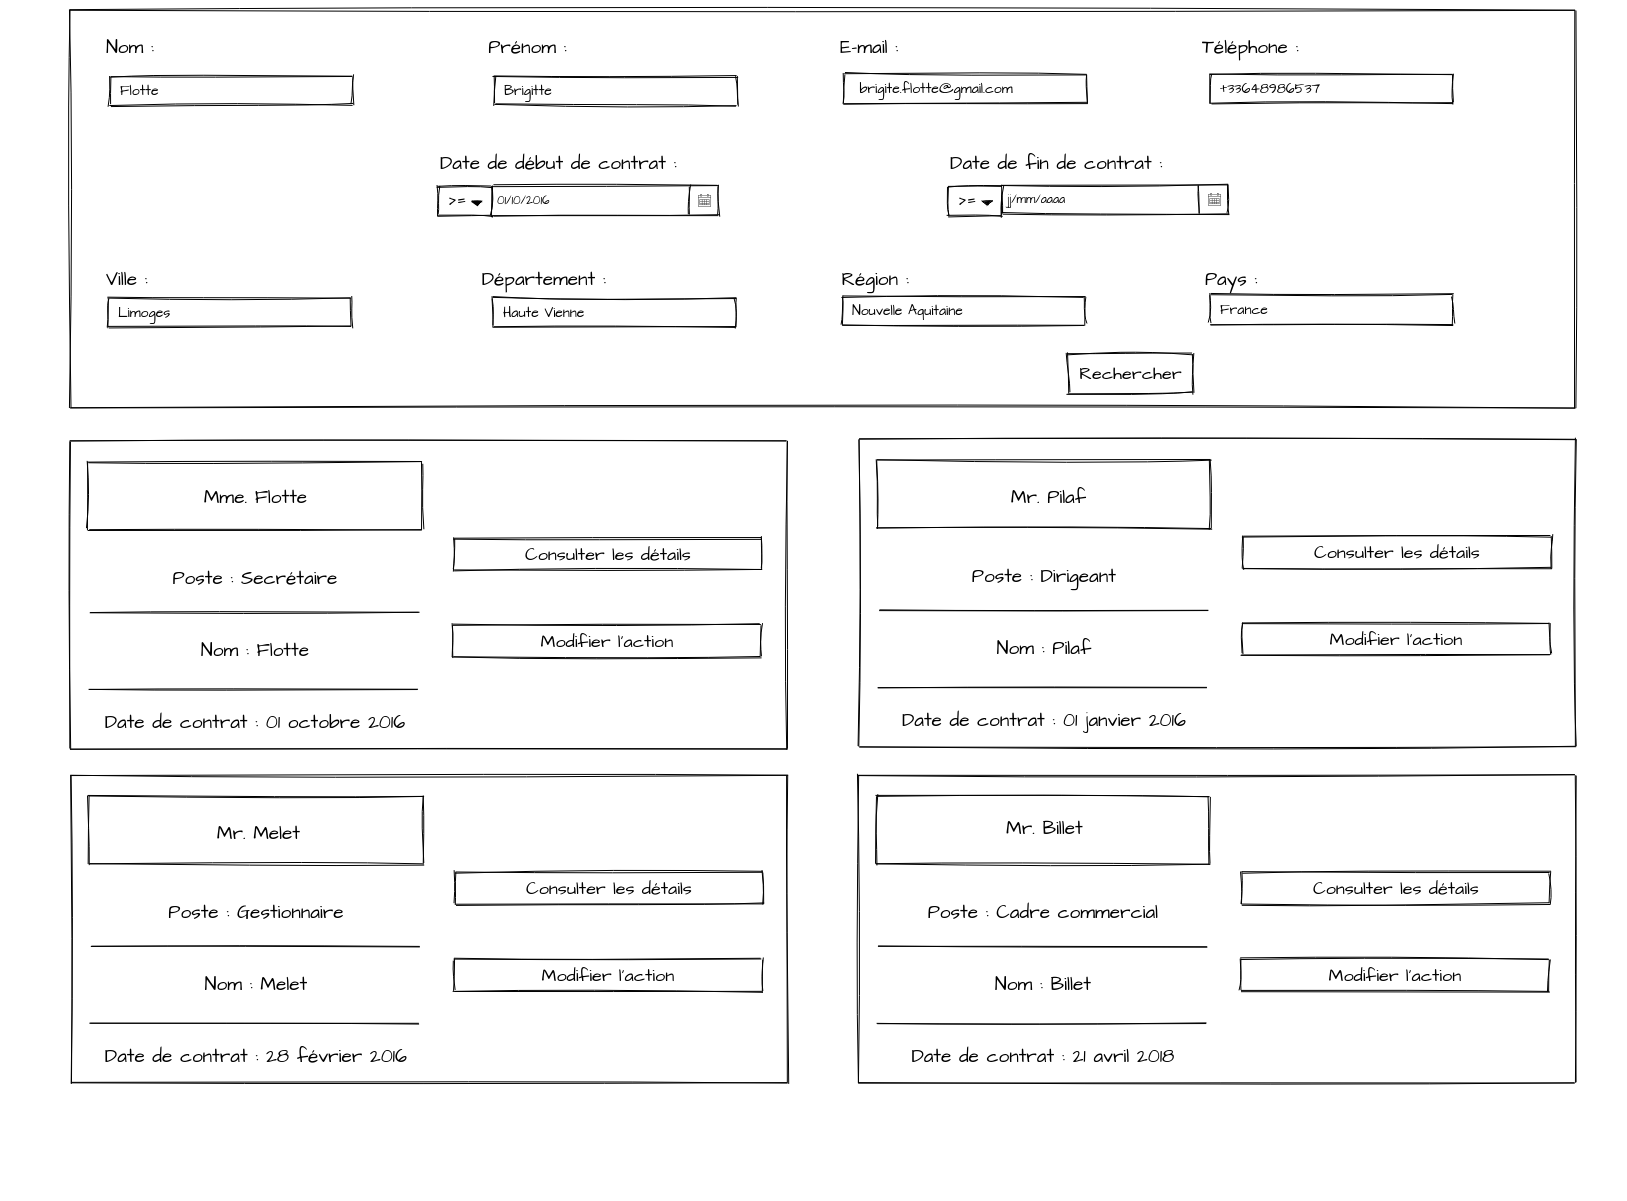 Nom :
Prénom :
E-mail :
Téléphone :
Flotte
Brigitte
brigite.flotte@gmail.com
+33648986537
Date de début de contrat :
Date de fin de contrat :
>= 01/10/2016
>= jj/mm/aaaa
Ville :
Département :
Région :
Pays :
Limoges
Haute Vienne
Nouvelle Aquitaine
France
Rechercher
Mme. Flotte
Consulter les détails
Poste : Secrétaire
Modifier l'action
Nom : Flotte
Date de contrat : 01 octobre 2016
Mr. Pilaf
Consulter les détails
Poste : Dirigeant
Modifier l'action
Nom : Pilaf
Date de contrat : 01 janvier 2016
Mr. Melet
Consulter les détails
Poste : Gestionnaire
Modifier l'action
Nom : Melet
Date de contrat : 28 février 2016
Mr. Billet
Consulter les détails
Poste : Cadre commercial
Modifier l'action
Nom : Billet
Date de contrat : 21 avril 2018